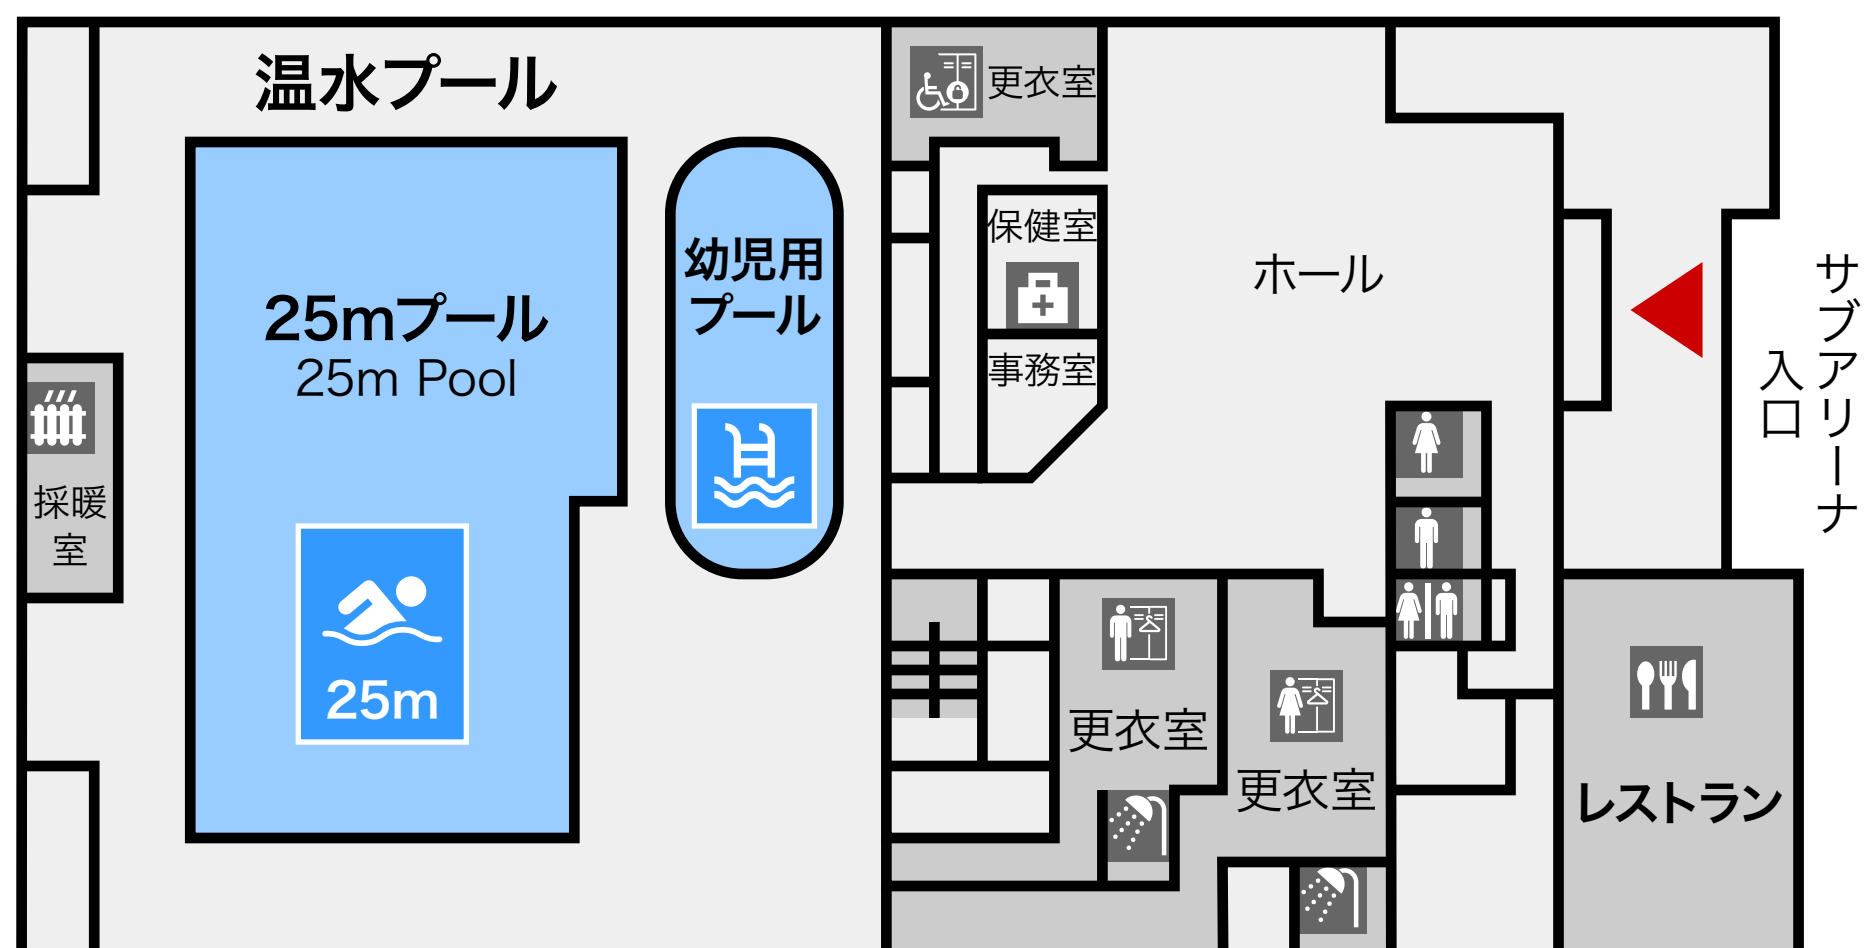 温水プール
更衣室
25mプール
25m Pool
25m
幼児用
プール
保健室
事務室
ホール
サブアリーナ
入口
採暖
室
更衣室
更衣室
レストラン